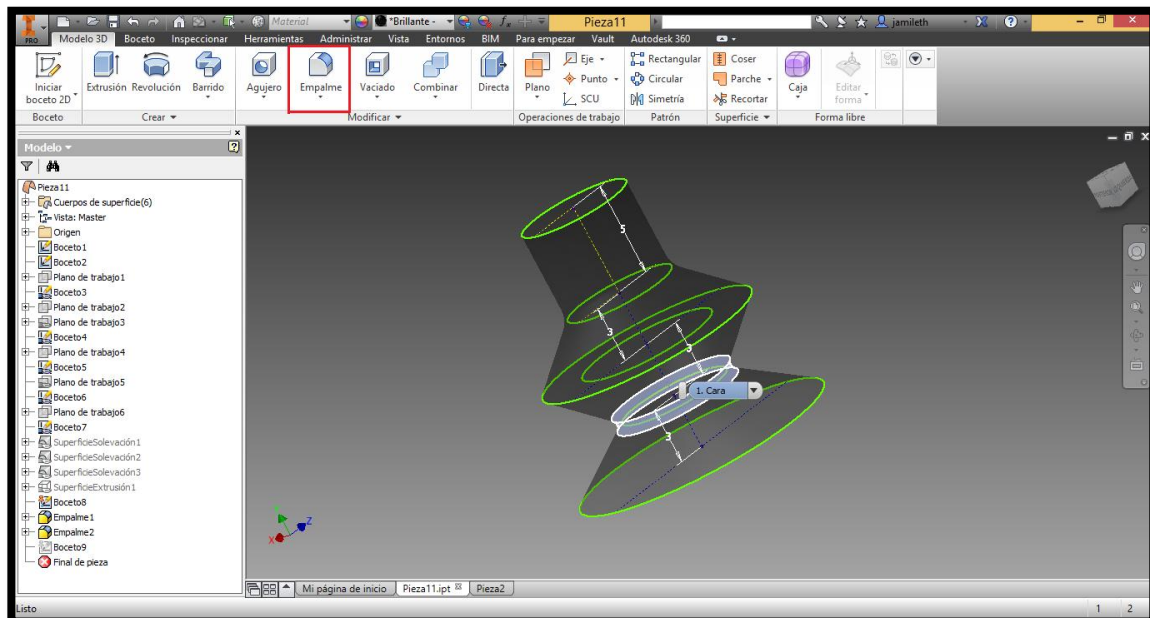 Material *Brillante - Pieza11 jamileth
PRO Modelo 3D Boceto Inspeccionar Herramientas Administrar Vista Entornos BIM Para empezar Vault Autodesk 360
Iniciar boceto 2D Extrusión Revolución Barrido Agujero Empalme Vaciado Combinar Directa Plano Eje Rectangular Coser Caja Editar forma
Punto Circular Parche
SCU Simetría Recortar
Boceto Crear Modificar Operaciones de trabajo Patrón Superficie Forma libre
Modelo
Pieza11
Cuerpos de superficie(6)
Vista: Master
Origen
Boceto1
Boceto2
Plano de trabajo1
Boceto3
Plano de trabajo2
Plano de trabajo3
Boceto4
Plano de trabajo4
Boceto5
Plano de trabajo5
Boceto6
Plano de trabajo6
Boceto7
SuperficieSolevación1
SuperficieSolevación2
SuperficieSolevación3
SuperficieExtrusión1
Boceto8
Empalme1
Empalme2
Boceto9
Final de pieza
5
3
3
1. Cara
3
Z
X
Mi página de inicio Pieza11.ipt Pieza2
Listo 1 2